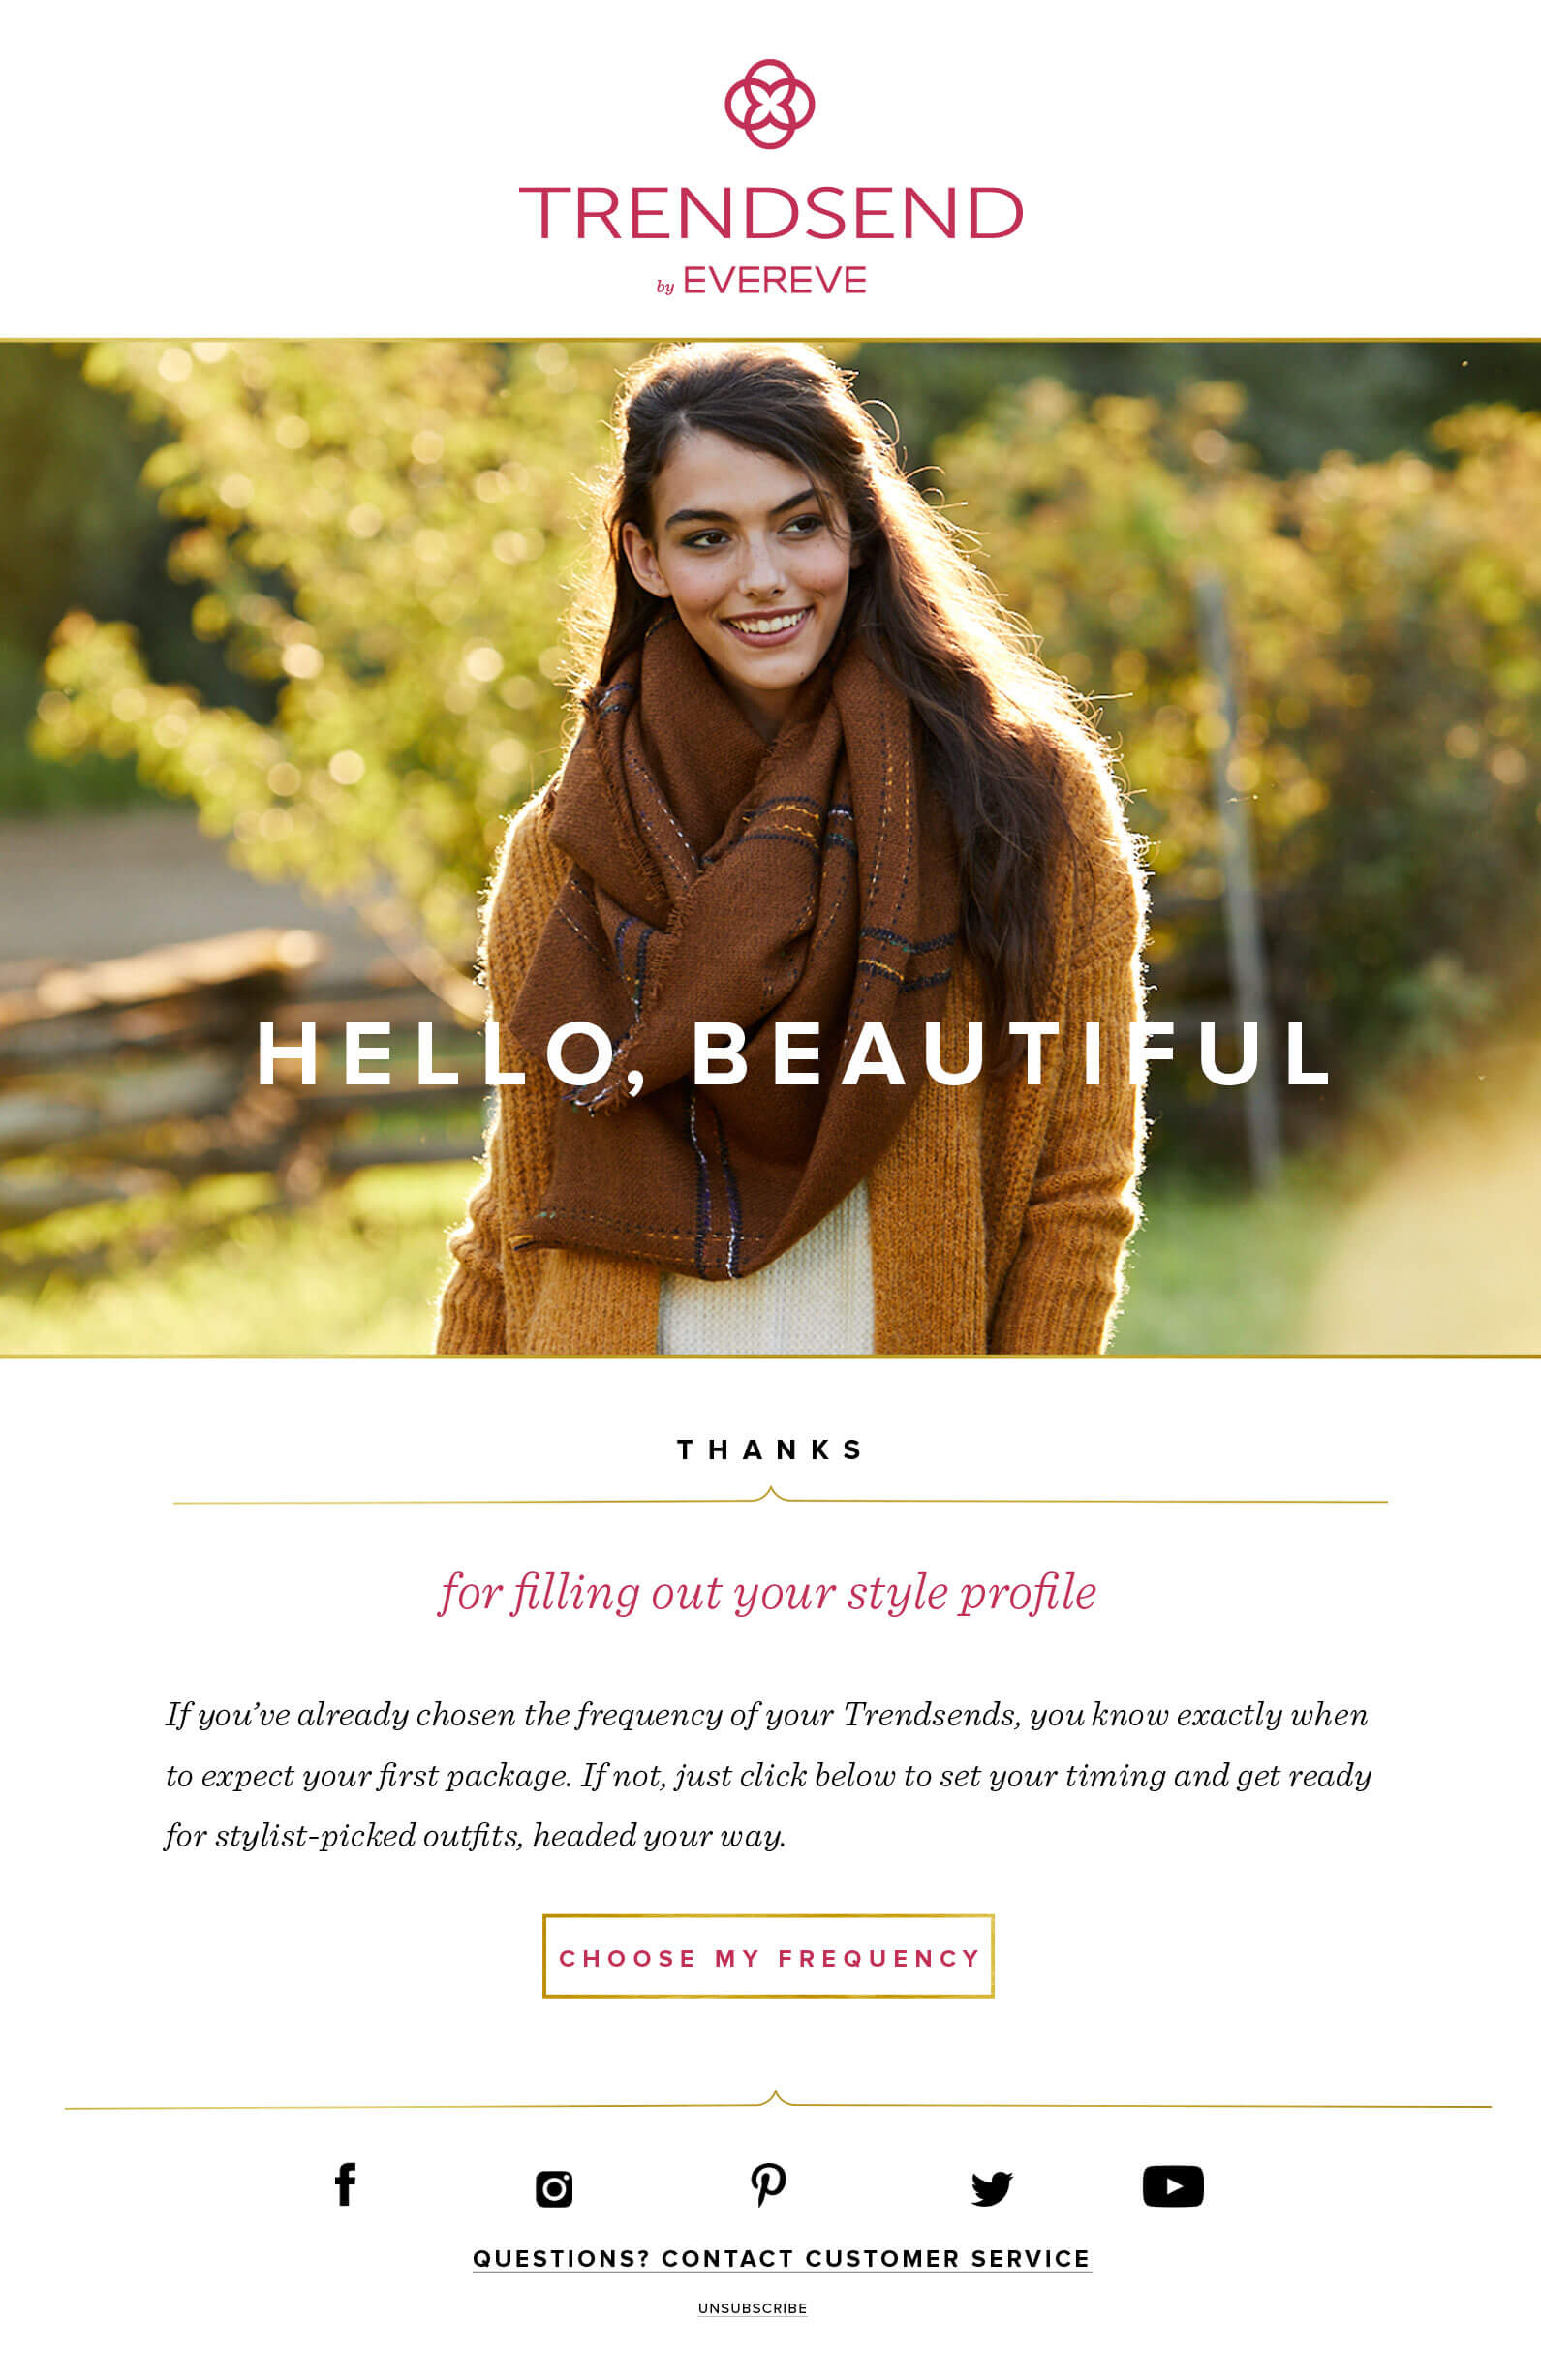 TRENDSEND
by EVEREVE
HELLO, BEAUTIFUL
THANKS
for filling out your style profile
If you’ve already chosen the frequency of your Trendsends, you know exactly when
to expect your first package. If not, just click below to set your timing and get ready
for stylist-picked outfits, headed your way.
CHOOSE MY FREQUENCY
QUESTIONS? CONTACT CUSTOMER SERVICE
UNSUBSCRIBE